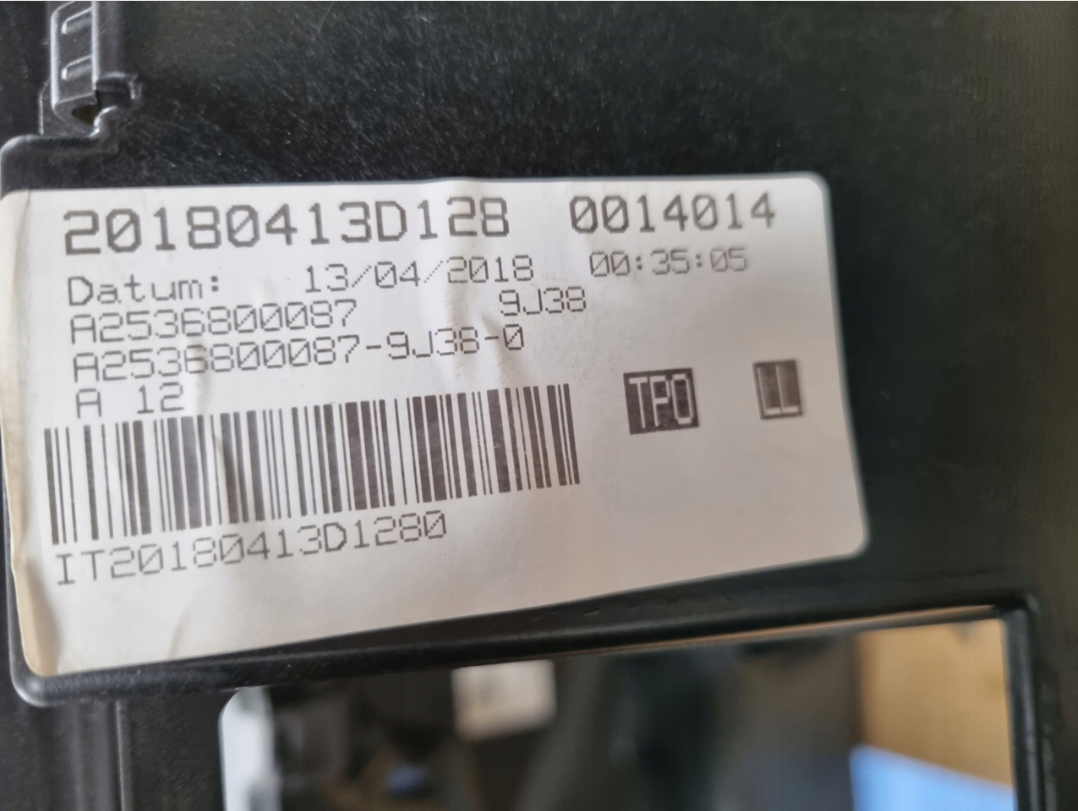 20180413D128 0014014
Datum: 13/04/2018 00:35:05
A2536800087 9J38
A2536800087-9J38-0
A 12
TPO LL
IT20180413D1280